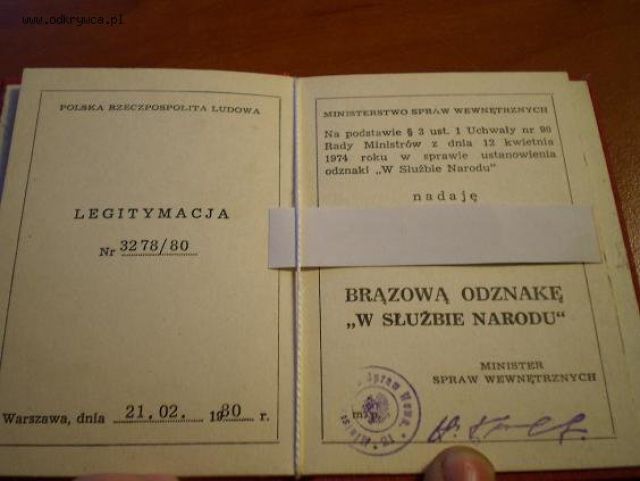 www.odkrywca.pl
POLSKA RZECZPOSPOLITA LUDOWA
LEGITYMACJA
Nr 3278/80
Warszawa, dnia 21.02. 1980 r.
MINISTERSTWO SPRAW WEWNĘTRZNYCH
Na podstawie § 3 ust. 1 Uchwały nr 90
Rady Ministrów z dnia 12 kwietnia
1974 roku w sprawie ustanowienia
odznaki „W Służbie Narodu"
nadaję
BRĄZOWĄ ODZNAKĘ
„W SŁUŻBIE NARODU"
MINISTER
SPRAW WEWNĘTRZNYCH
Spraw Wewn.